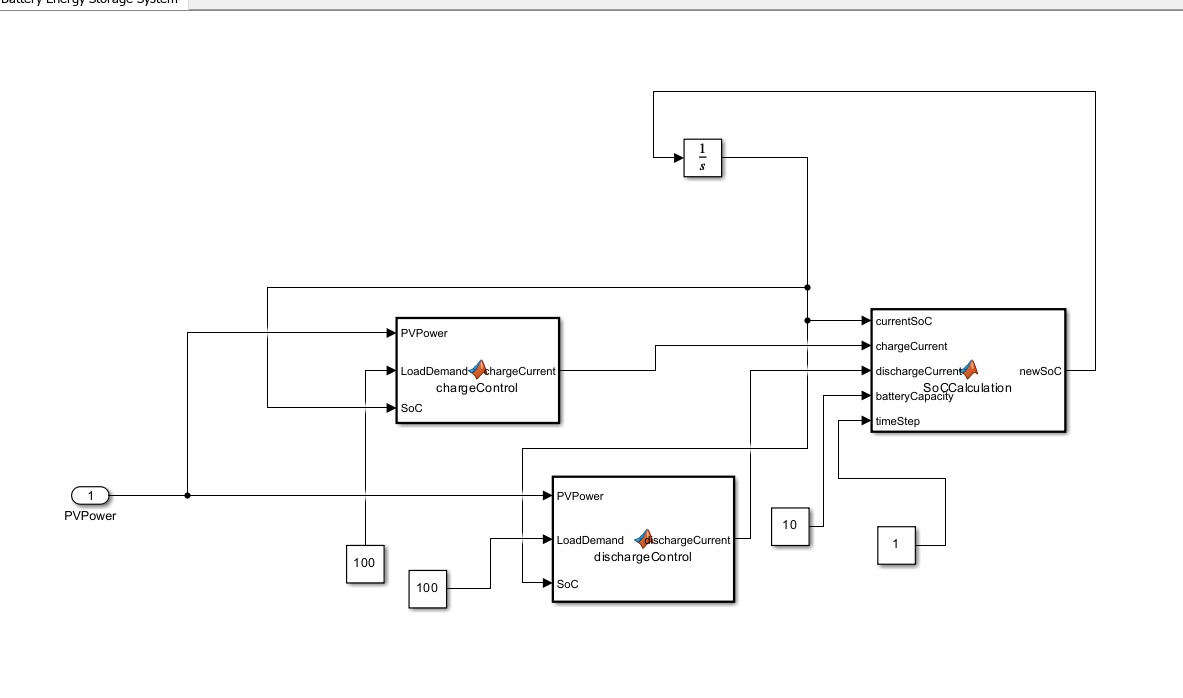 Battery Energy Storage System
1
s
PVPower
LoadDemand
chargeCurrent
chargeControl
SoC
currentSoC
chargeCurrent
dischargeCurrent
newSoC
SoCCalculation
batteryCapacity
timeStep
1
PVPower
PVPower
LoadDemand
dischargeCurrent
dischargeControl
SoC
100
100
10
1